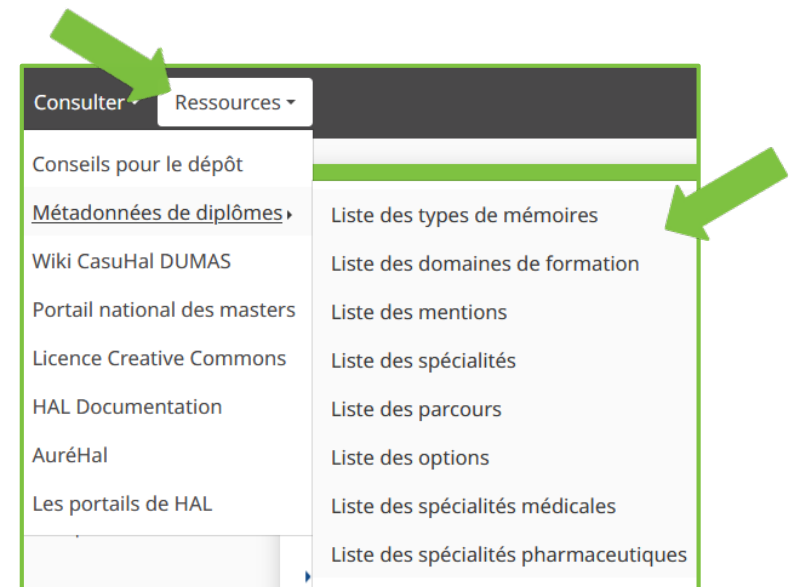 Consulter
Ressources
Conseils pour le dépôt
Métadonnées de diplômes
Wiki CasuHal DUMAS
Portail national des masters
Licence Creative Commons
HAL Documentation
AuréHal
Les portails de HAL
Liste des types de mémoires
Liste des domaines de formation
Liste des mentions
Liste des spécialités
Liste des parcours
Liste des options
Liste des spécialités médicales
Liste des spécialités pharmaceutiques